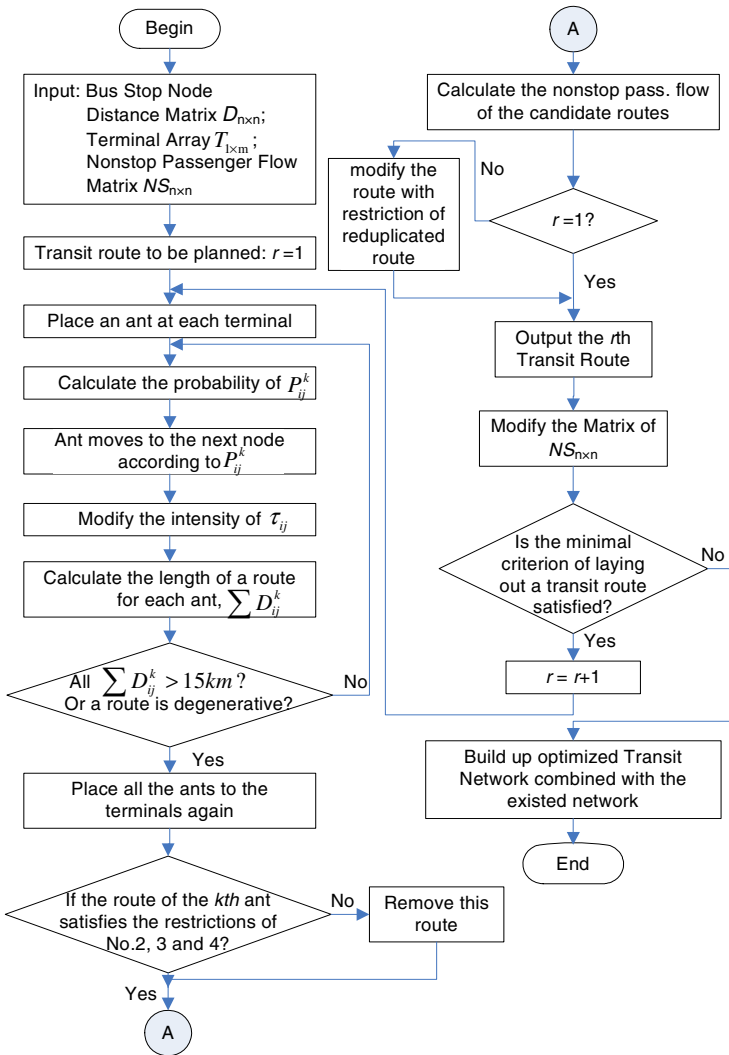 Begin
Input: Bus Stop Node
Distance Matrix Dn×n;
Terminal Array T1×m;
Nonstop Passenger Flow
Matrix NSn×n
Transit route to be planned: r =1
Place an ant at each terminal
Calculate the probability of P_ij^k
Ant moves to the next node
according to P_ij^k
Modify the intensity of τ_ij
Calculate the length of a route
for each ant, ∑ D_ij^k
All ∑ D_ij^k > 15km ?
Or a route is degenerative?
No
Yes
Place all the ants to the
terminals again
If the route of the kth ant
satisfies the restrictions of
No.2, 3 and 4?
No
Remove this
route
Yes
A
A
Calculate the nonstop pass. flow
of the candidate routes
No
modify the
route with
restriction of
reduplicated
route
r =1?
Yes
Output the rth
Transit Route
Modify the Matrix of
NSn×n
Is the minimal
criterion of laying
out a transit route
satisfied?
No
Yes
r = r+1
Build up optimized Transit
Network combined with the
existed network
End